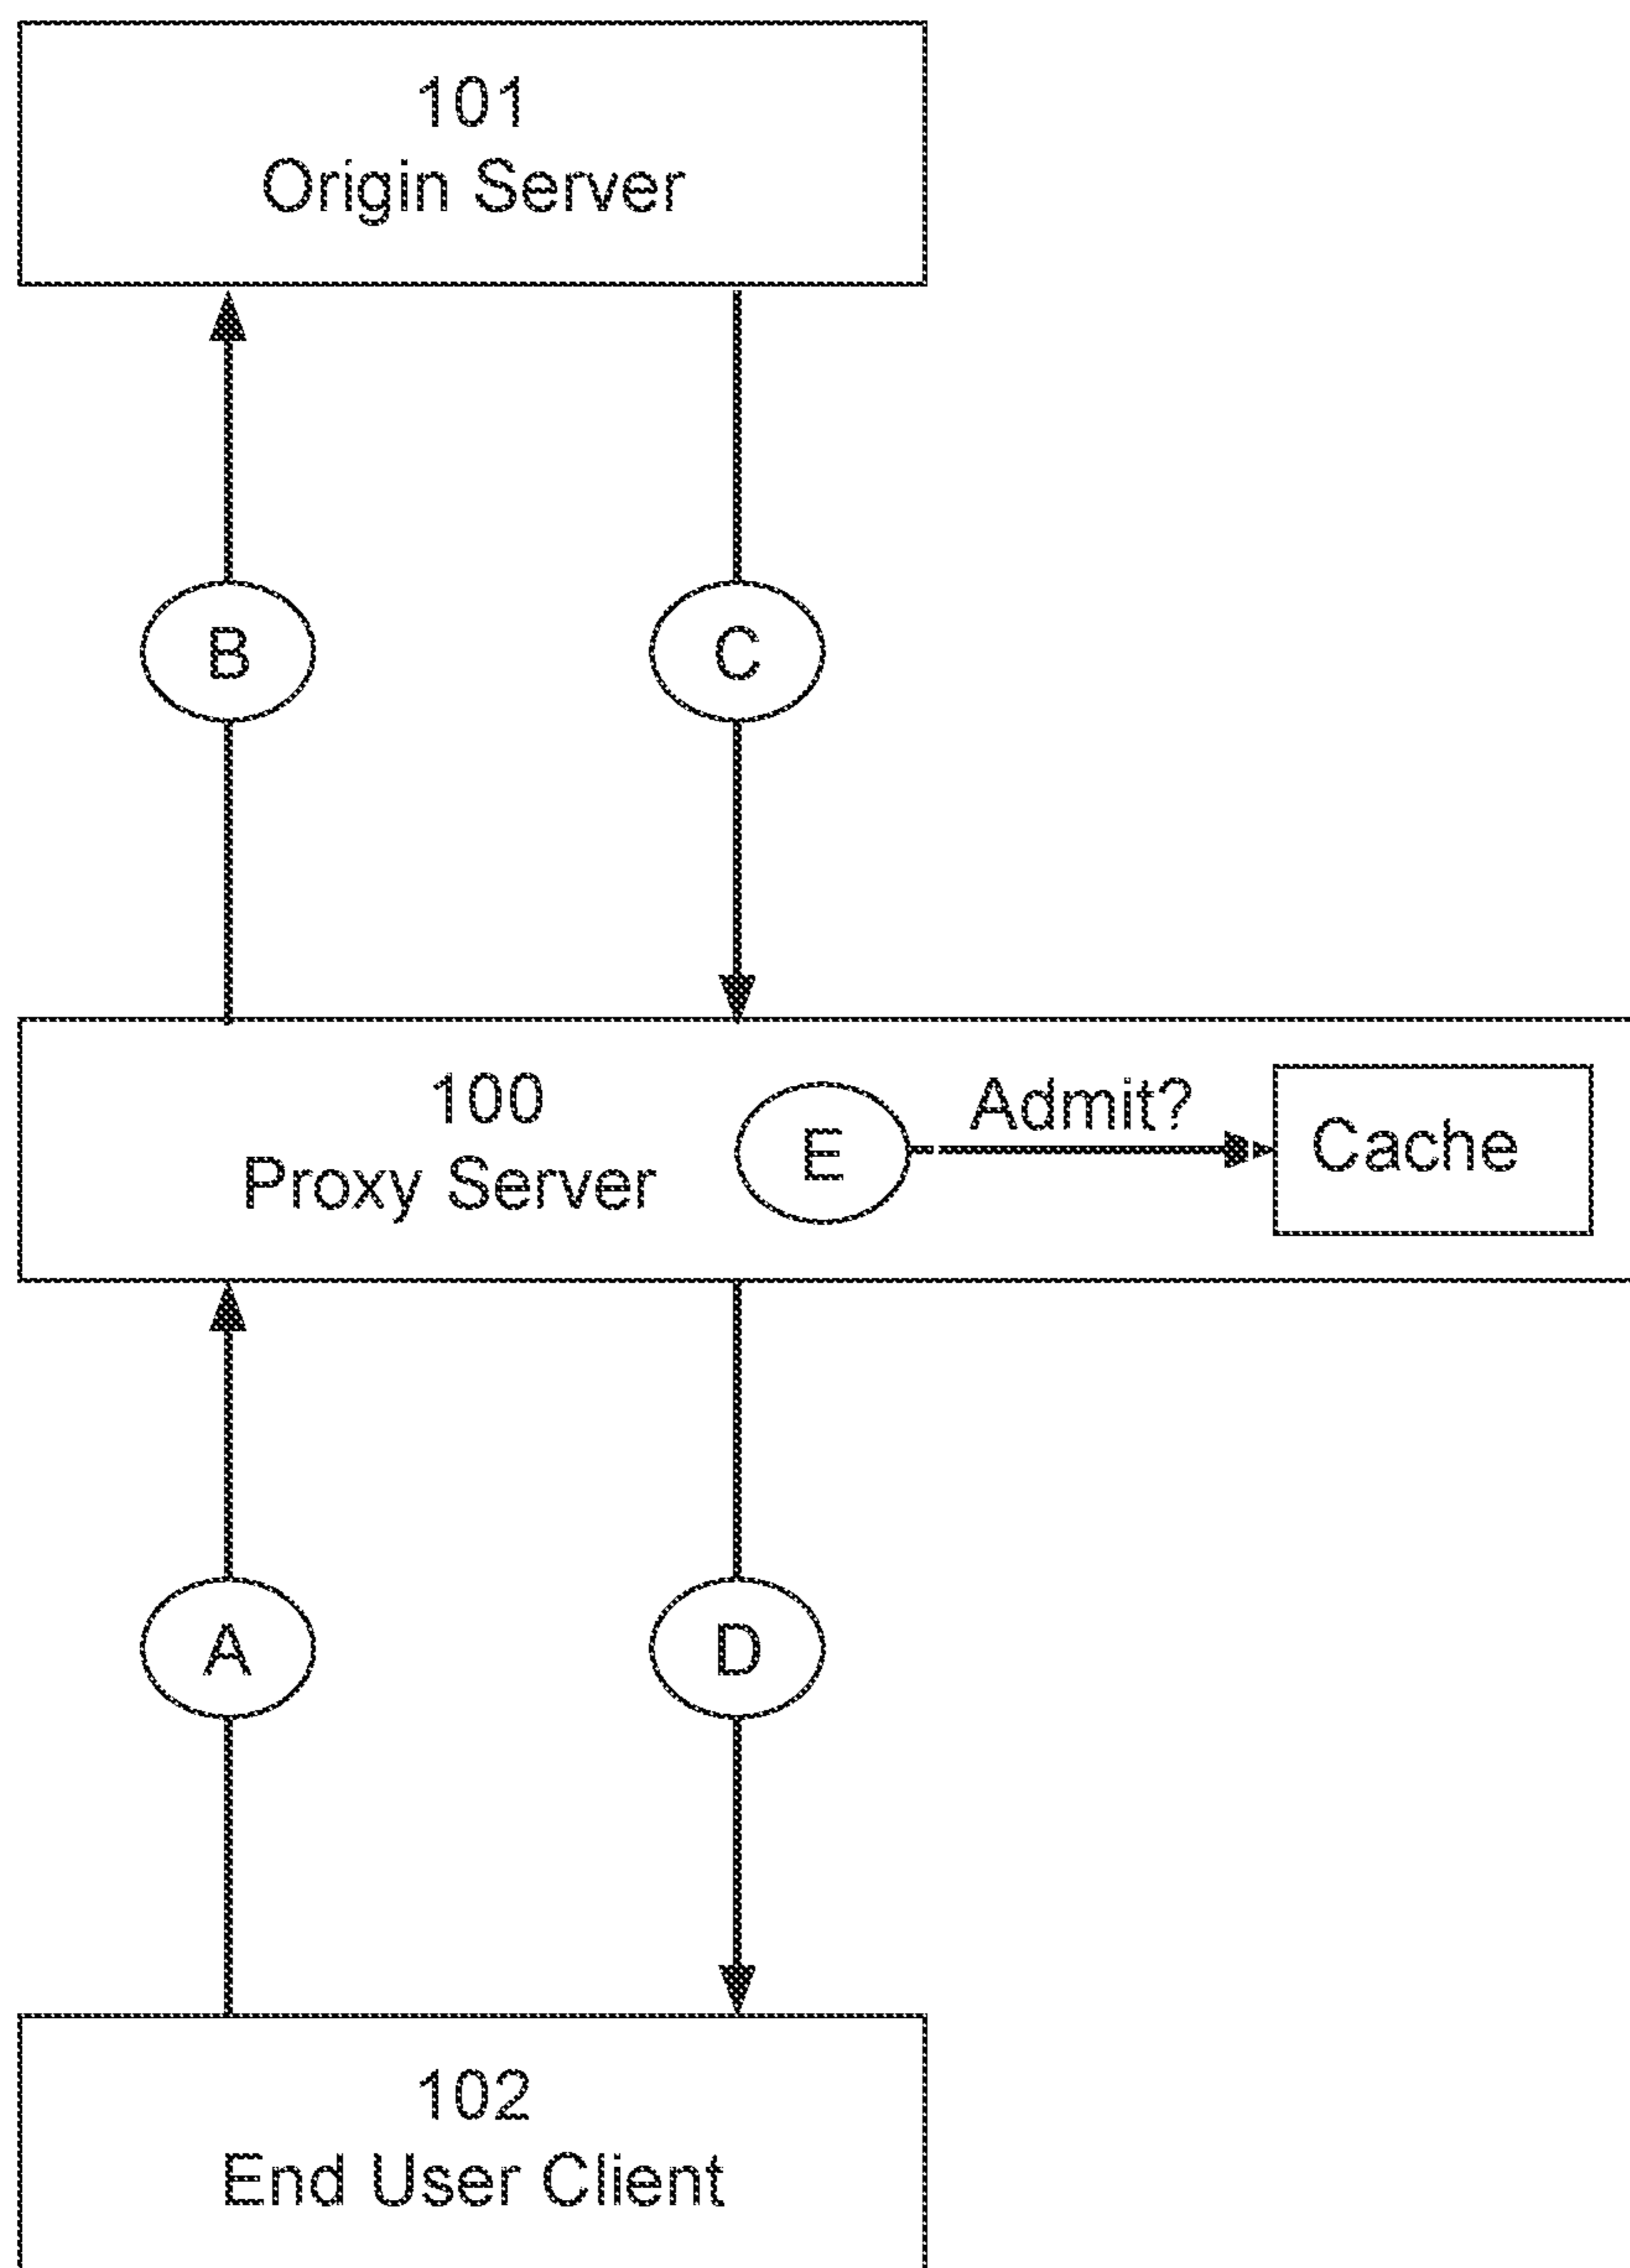 101
Origin Server
B
C
100
Proxy Server
E
Admit?
Cache
A
D
102
End User Client